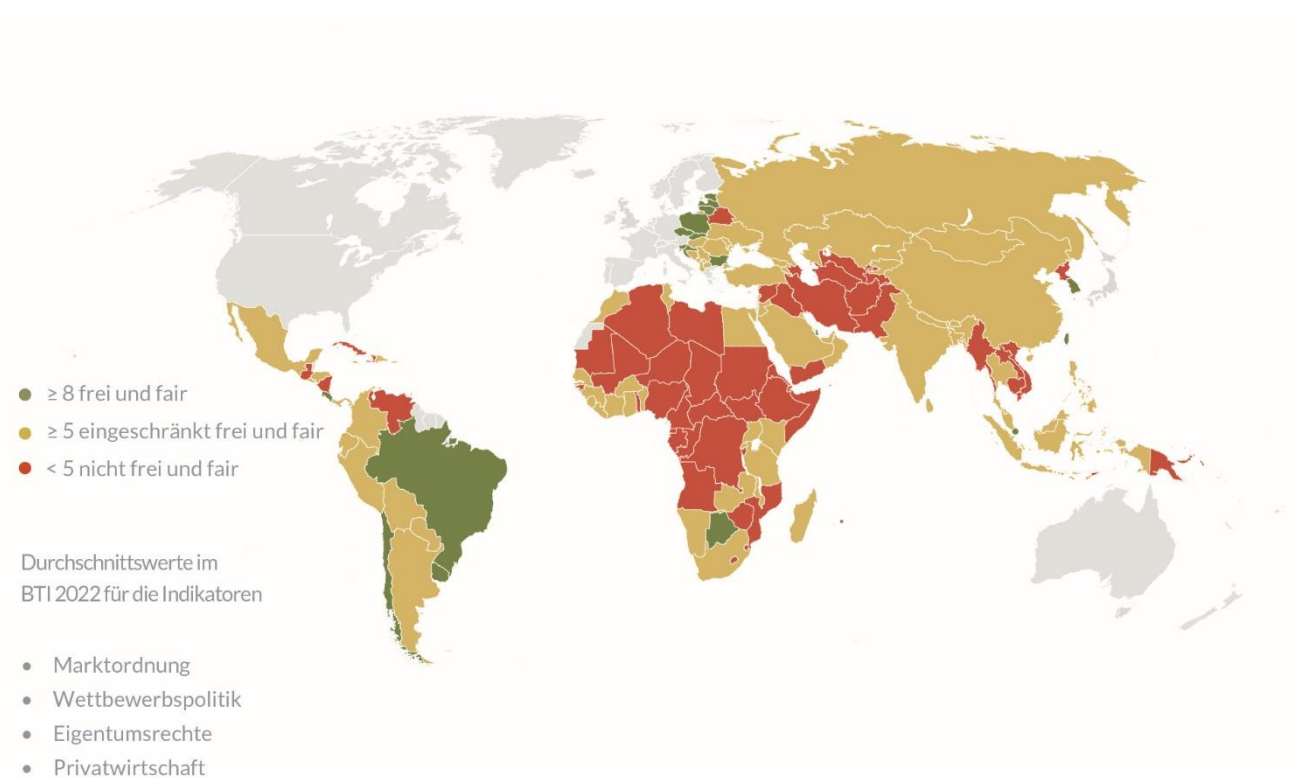 ≥ 8 frei und fair
≥ 5 eingeschränkt frei und fair
< 5 nicht frei und fair
Durchschnittswerte im
BTI 2022 für die Indikatoren
• Marktordnung
• Wettbewerbspolitik
• Eigentumsrechte
• Privatwirtschaft